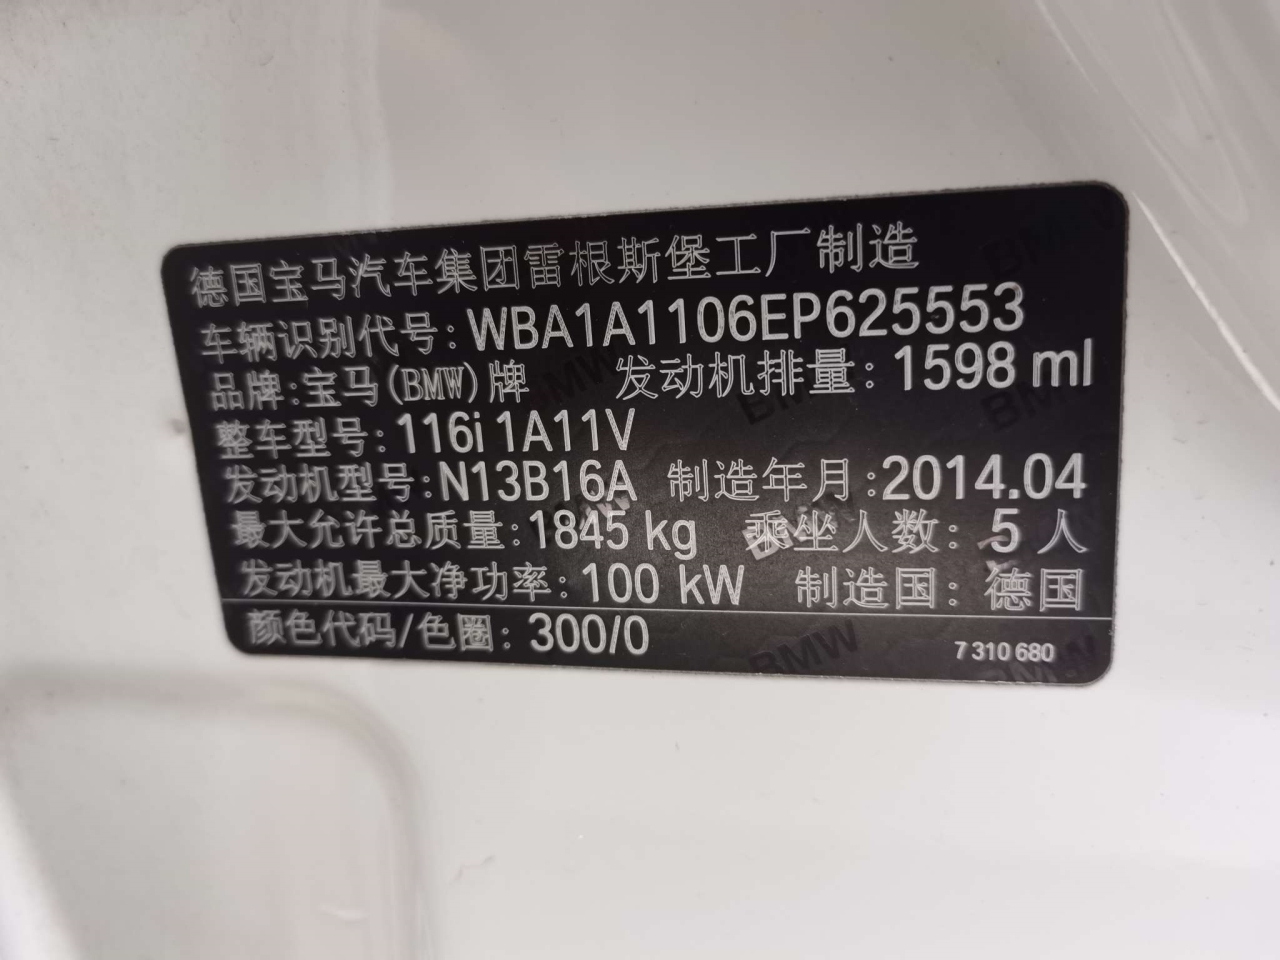 德国宝马汽车集团雷根斯堡工厂制造
车辆识别代号:WBA1A1106EP625553
品牌:宝马(BMW)牌 发动机排量:1598 ml
整车型号:116i 1A11V
发动机型号:N13B16A 制造年月:2014.04
最大允许总质量:1845 kg 乘坐人数:5 人
发动机最大净功率:100 kW 制造国:德国
颜色代码/色圈:300/0 7 310 680
BMW